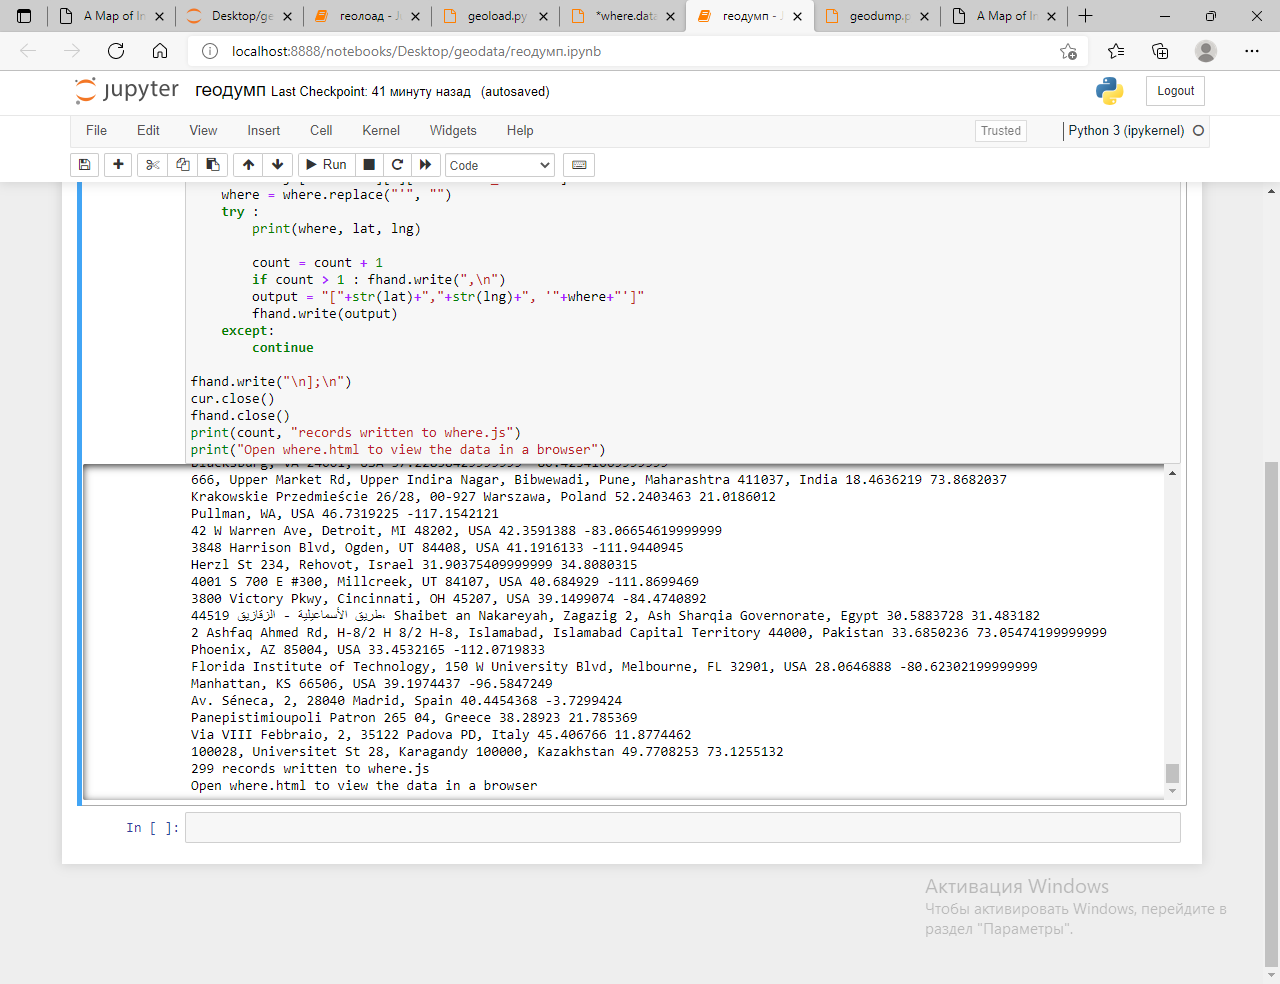 A Map of In
Desktop/ge
геолоад - J
geoload.py
*where.data
геодумп - J
geodump.p
A Map of In
localhost:8888/notebooks/Desktop/geodata/геодумп.ipynb
jupyter геодумп Last Checkpoint: 41 минуту назад (autosaved)
Logout
File Edit View Insert Cell Kernel Widgets Help
Trusted
Python 3 (ipykernel)
Run
Code
where = where.replace("'", "")
try :
print(where, lat, lng)
count = count + 1
if count > 1 : fhand.write(",\n")
output = "["+str(lat)+","+str(lng)+", '"+where+"']"
fhand.write(output)
except:
continue
fhand.write("\n];\n")
cur.close()
fhand.close()
print(count, "records written to where.js")
print("Open where.html to view the data in a browser")
666, Upper Market Rd, Upper Indira Nagar, Bibwewadi, Pune, Maharashtra 411037, India 18.4636219 73.8682037
Krakowskie Przedmieście 26/28, 00-927 Warszawa, Poland 52.2403463 21.0186012
Pullman, WA, USA 46.7319225 -117.1542121
42 W Warren Ave, Detroit, MI 48202, USA 42.3591388 -83.06654619999999
3848 Harrison Blvd, Ogden, UT 84408, USA 41.1916133 -111.9440945
Herzl St 234, Rehovot, Israel 31.90375409999999 34.8080315
4001 S 700 E #300, Millcreek, UT 84107, USA 40.684929 -111.8699469
3800 Victory Pkwy, Cincinnati, OH 45207, USA 39.1499074 -84.4740892
44519 طريق الأسماعيلية - الزقازيق، Shaibet an Nakareyah, Zagazig 2, Ash Sharqia Governorate, Egypt 30.5883728 31.483182
2 Ashfaq Ahmed Rd, H-8/2 H 8/2 H-8, Islamabad, Islamabad Capital Territory 44000, Pakistan 33.6850236 73.05474199999999
Phoenix, AZ 85004, USA 33.4532165 -112.0719833
Florida Institute of Technology, 150 W University Blvd, Melbourne, FL 32901, USA 28.0646888 -80.62302199999999
Manhattan, KS 66506, USA 39.1974437 -96.5847249
Av. Séneca, 2, 28040 Madrid, Spain 40.4454368 -3.7299424
Panepistimioupoli Patron 265 04, Greece 38.28923 21.785369
Via VIII Febbraio, 2, 35122 Padova PD, Italy 45.406766 11.8774462
100028, Universitet St 28, Karagandy 100000, Kazakhstan 49.7708253 73.1255132
299 records written to where.js
Open where.html to view the data in a browser
In [ ]:
Активация Windows
Чтобы активировать Windows, перейдите в
раздел "Параметры".